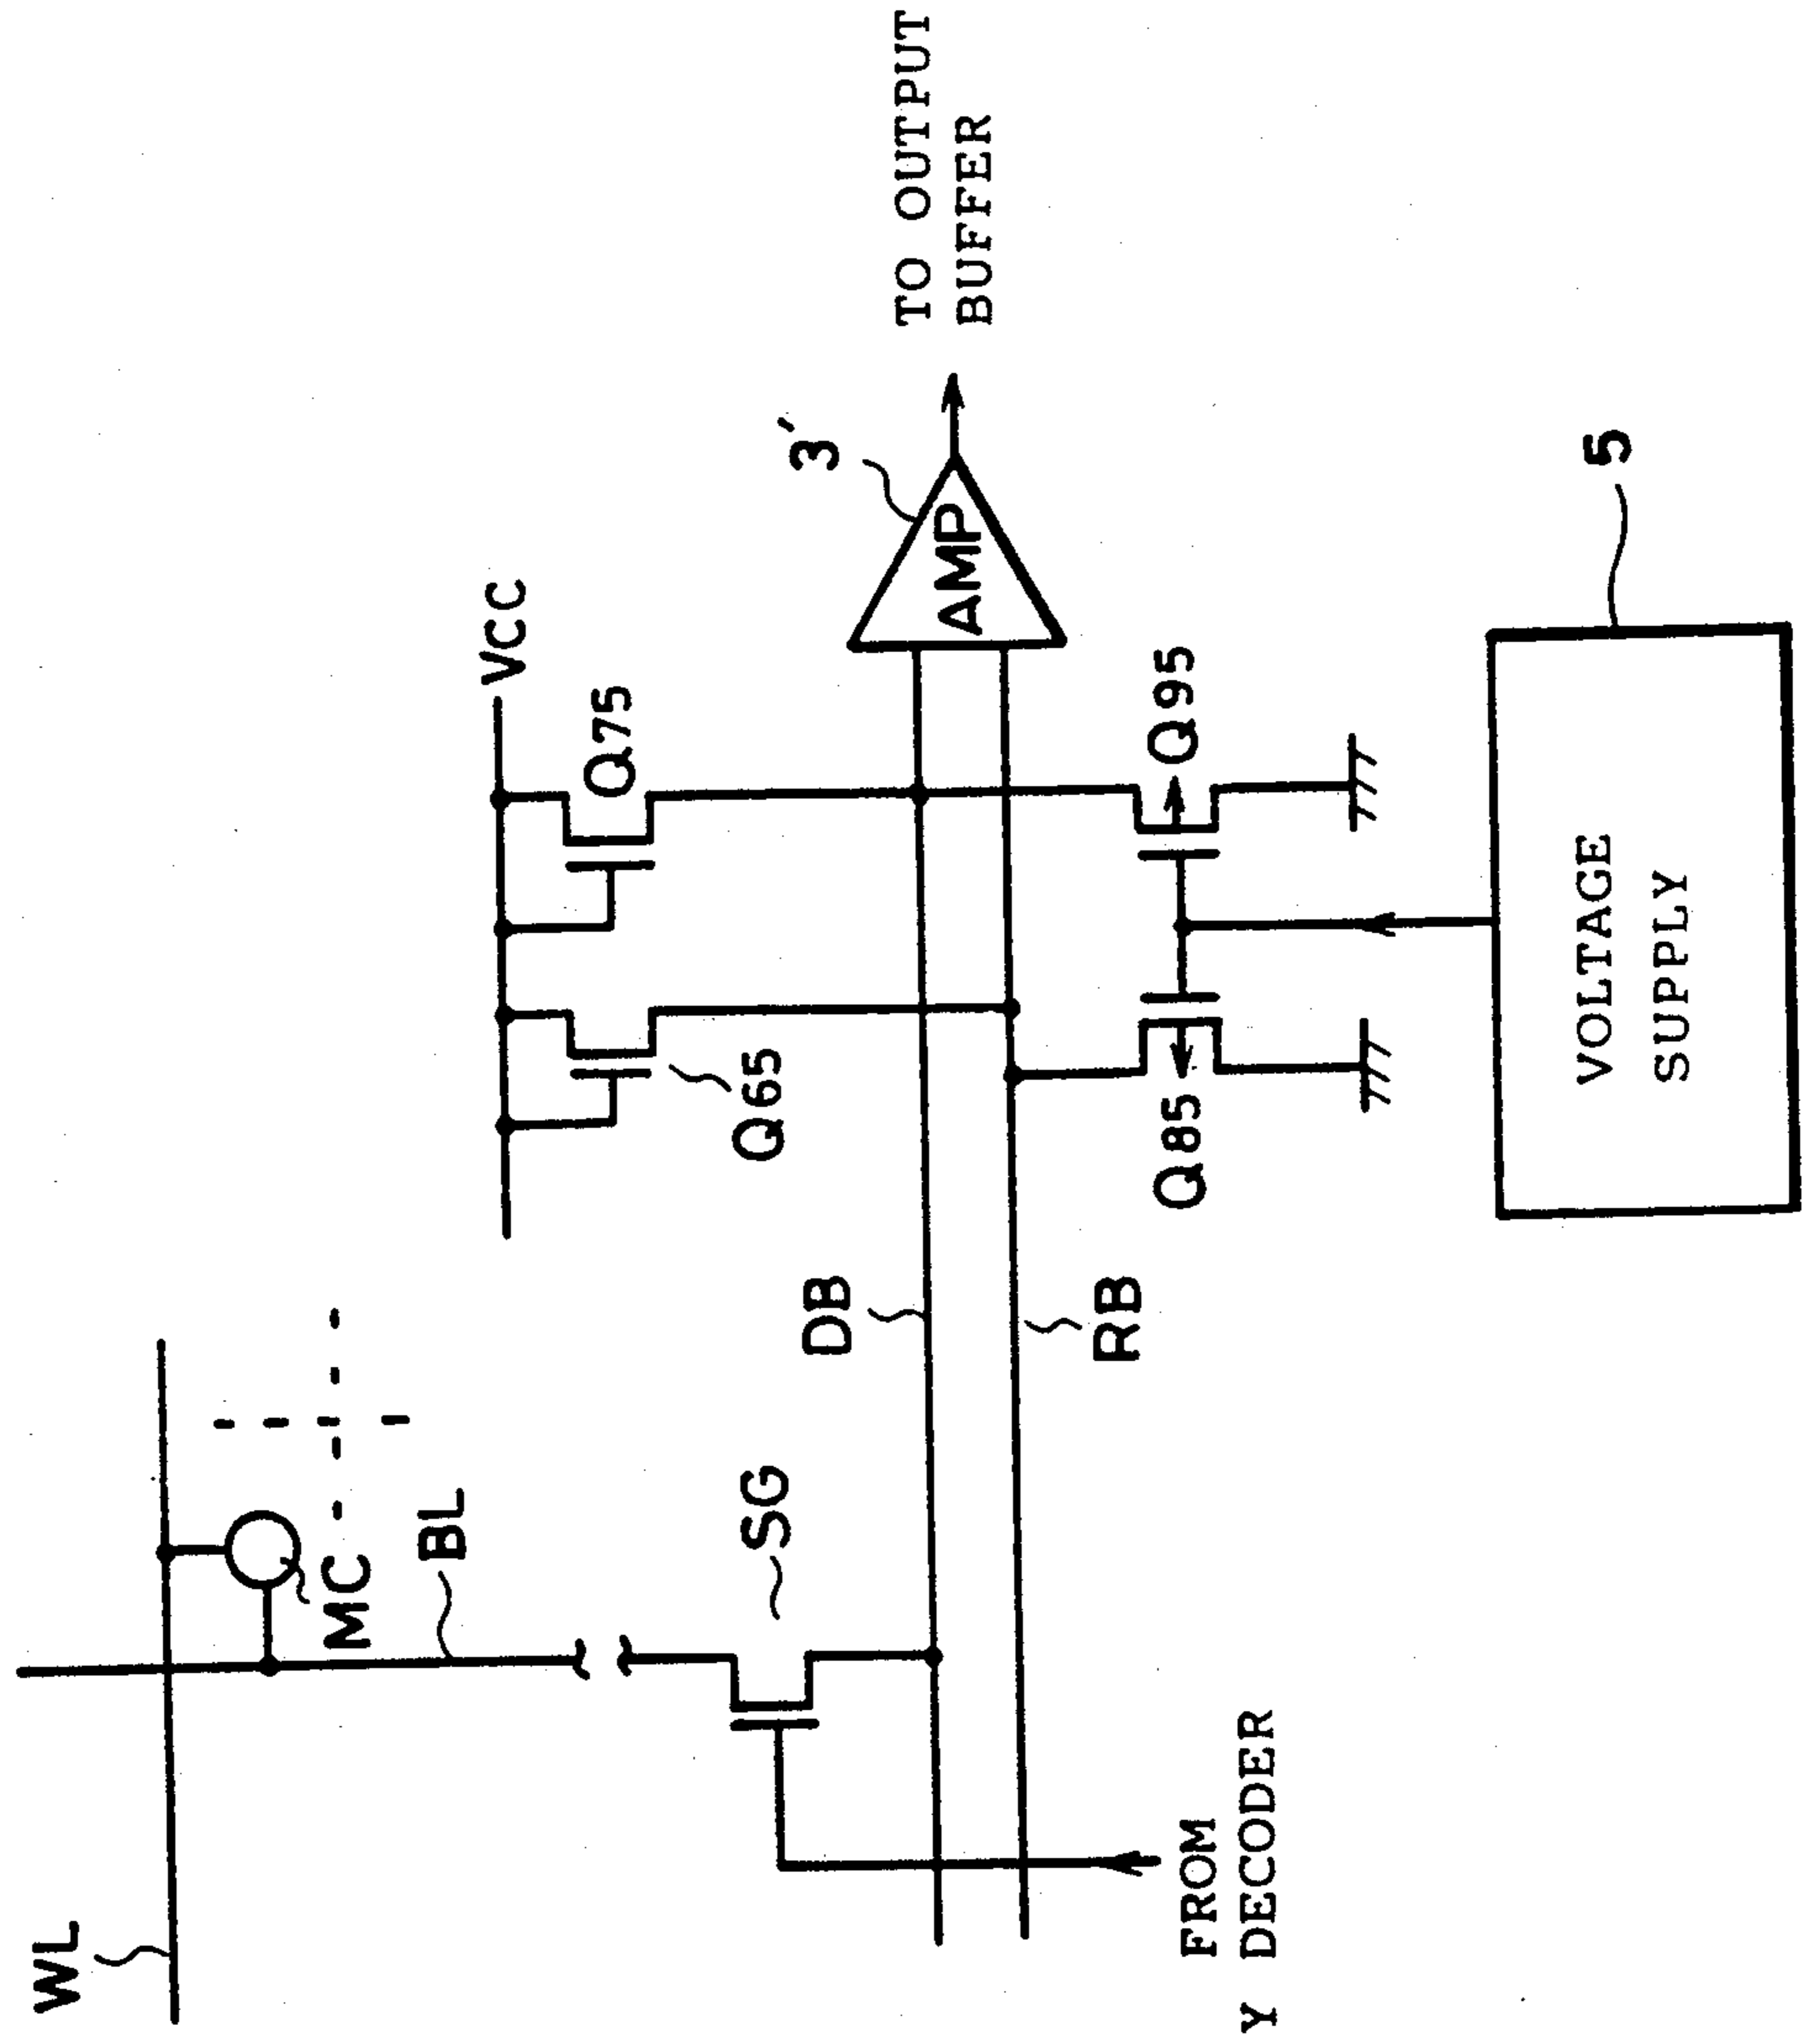 WL
MC
BL
VCC
Q75
Q65
SG
3'
AMP
TO OUTPUT
BUFFER
DB
RB
Q85
Q95
FROM
Y DECODER
VOLTAGE
SUPPLY
5